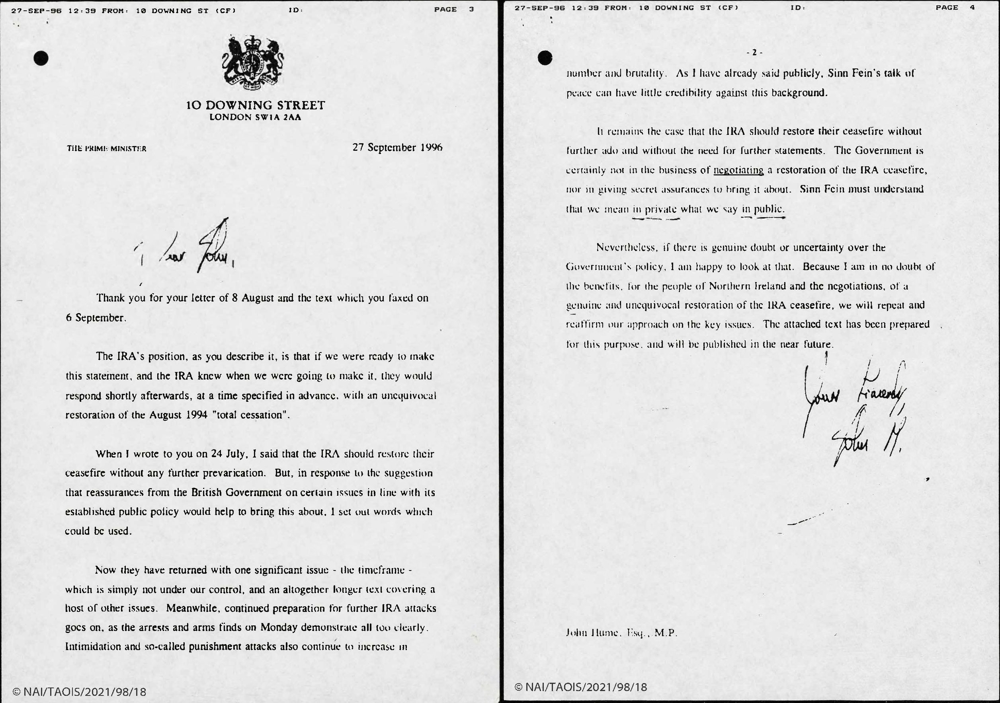 27-SEP-96 12:39 FROM: 10 DOWNING ST (CF) ID: PAGE 3
10 DOWNING STREET
LONDON SW1A 2AA
THE PRIME MINISTER 27 September 1996
Dear John,
Thank you for your letter of 8 August and the text which you faxed on
6 September.
The IRA's position, as you describe it, is that if we were ready to make
this statement, and the IRA knew when we were going to make it, they would
respond shortly afterwards, at a time specified in advance, with an unequivocal
restoration of the August 1994 "total cessation".
When I wrote to you on 24 July, I said that the IRA should restore their
ceasefire without any further prevarication. But, in response to the suggestion
that reassurances from the British Government on certain issues in line with its
established public policy would help to bring this about, I set out words which
could be used.
Now they have returned with one significant issue - the timeframe -
which is simply not under our control, and an altogether longer text covering a
host of other issues. Meanwhile, continued preparation for further IRA attacks
goes on, as the arrests and arms finds on Monday demonstrate all too clearly.
Intimidation and so-called punishment attacks also continue to increase in
© NAI/TAOIS/2021/98/18
27-SEP-96 12:39 FROM: 10 DOWNING ST (CF) ID: PAGE 4
- 2 -
number and brutality. As I have already said publicly, Sinn Fein's talk of
peace can have little credibility against this background.
It remains the case that the IRA should restore their ceasefire without
further ado and without the need for further statements. The Government is
certainly not in the business of negotiating a restoration of the IRA ceasefire,
nor in giving secret assurances to bring it about. Sinn Fein must understand
that we mean in private what we say in public.
Nevertheless, if there is genuine doubt or uncertainty over the
Government's policy, I am happy to look at that. Because I am in no doubt of
the benefits, for the people of Northern Ireland and the negotiations, of a
genuine and unequivocal restoration of the IRA ceasefire, we will repeat and
reaffirm our approach on the key issues. The attached text has been prepared
for this purpose, and will be published in the near future.
Yours sincerely,
John M.
John Hume, Esq., M.P.
© NAI/TAOIS/2021/98/18